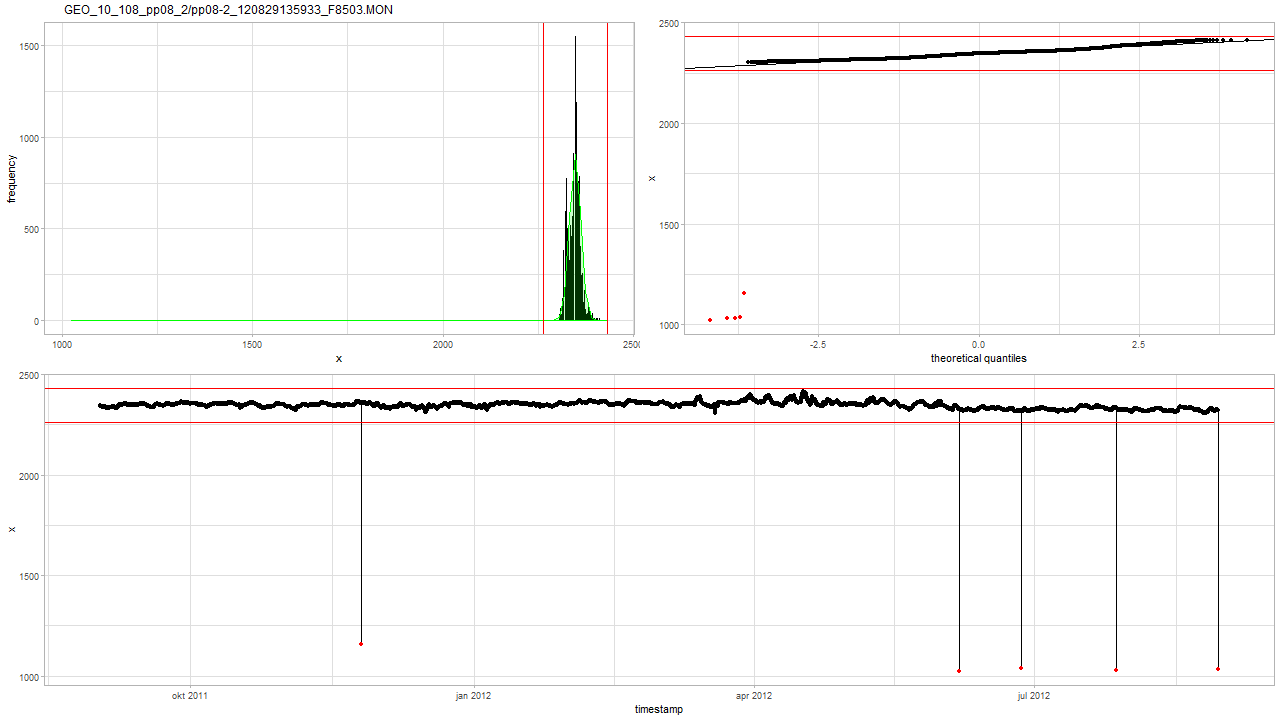 GEO_10_108_pp08_2/pp08-2_120829135933_F8503.MON
frequency
1500
1000
500
0
1000
1500
2000
2500
x
x
2500
2000
1500
1000
-2.5
0.0
2.5
theoretical quantiles
x
2500
2000
1500
1000
okt 2011
jan 2012
apr 2012
jul 2012
timestamp